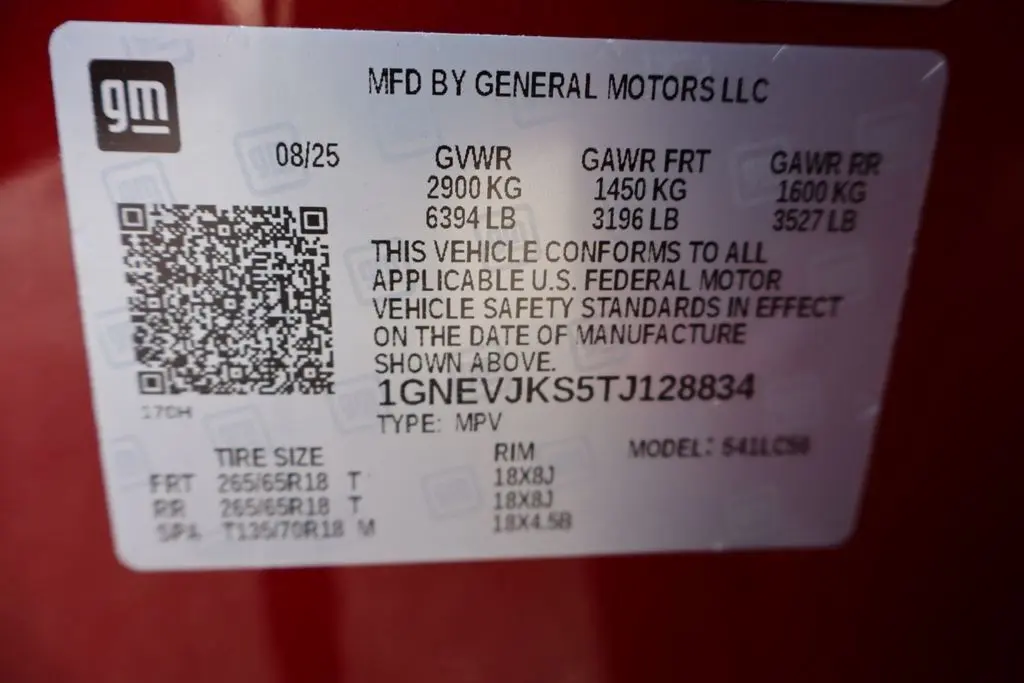 gm
MFD BY GENERAL MOTORS LLC
08/25 GVWR GAWR FRT GAWR RR
2900 KG 1450 KG 1600 KG
6394 LB 3196 LB 3527 LB
THIS VEHICLE CONFORMS TO ALL
APPLICABLE U.S. FEDERAL MOTOR
VEHICLE SAFETY STANDARDS IN EFFECT
ON THE DATE OF MANUFACTURE
SHOWN ABOVE.
1GNEVJKS5TJ128834
TYPE: MPV
TIRE SIZE RIM MODEL:
FRT 265/65R18 T 18X8J
RR 265/65R18 T 18X8J
SPA T135/70R18 M 18X4.5B